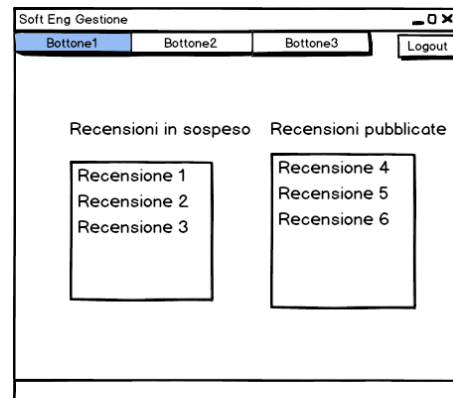 Soft Eng Gestione
Bottone1 Bottone2 Bottone3 Logout
Recensioni in sospeso
Recensione 1
Recensione 2
Recensione 3
Recensioni pubblicate
Recensione 4
Recensione 5
Recensione 6